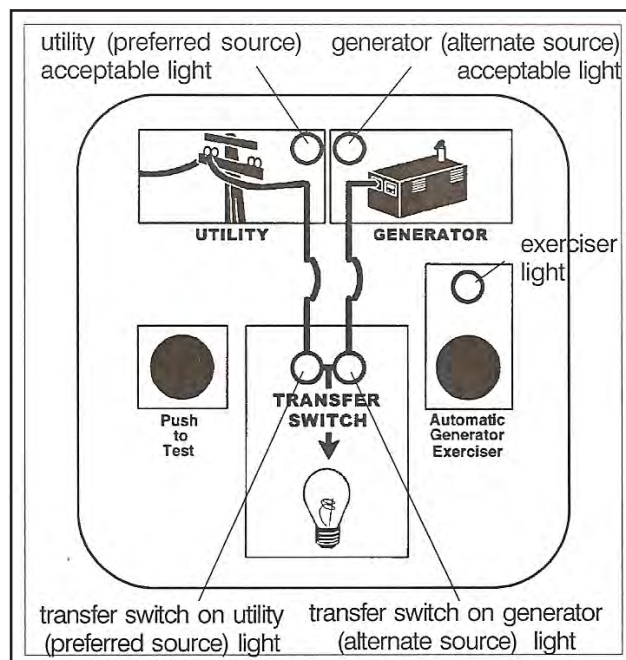 utility (preferred source)
acceptable light
generator (alternate source)
acceptable light
UTILITY
GENERATOR
exerciser
light
Push
to
Test
TRANSFER
SWITCH
Automatic
Generator
Exerciser
transfer switch on utility
(preferred source) light
transfer switch on generator
(alternate source) light